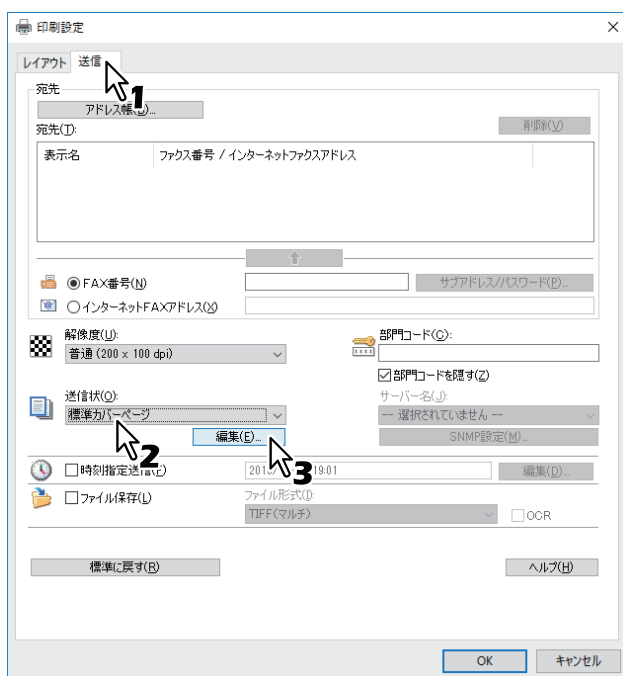 印刷設定
レイアウト 送信
1
宛先
アドレス帳(D)...
宛先(T):
削除(V)
表示名 ファクス番号 / インターネットファクスアドレス
FAX番号(N)
サブアドレス/パスワード(P)...
インターネットFAXアドレス(X)
解像度(U):
部門コード(C):
普通 (200 x 100 dpi)
部門コードを隠す(Z)
送信状(O):
サーバー名(J):
標準カバーページ
-- 選択されていません --
2
編集(E)...
3
SNMP設定(M)...
時刻指定送信
19:01
編集(D)...
ファイル保存(L)
ファイル形式(I):
TIFF(マルチ)
OCR
標準に戻す(R)
ヘルプ(H)
OK
キャンセル